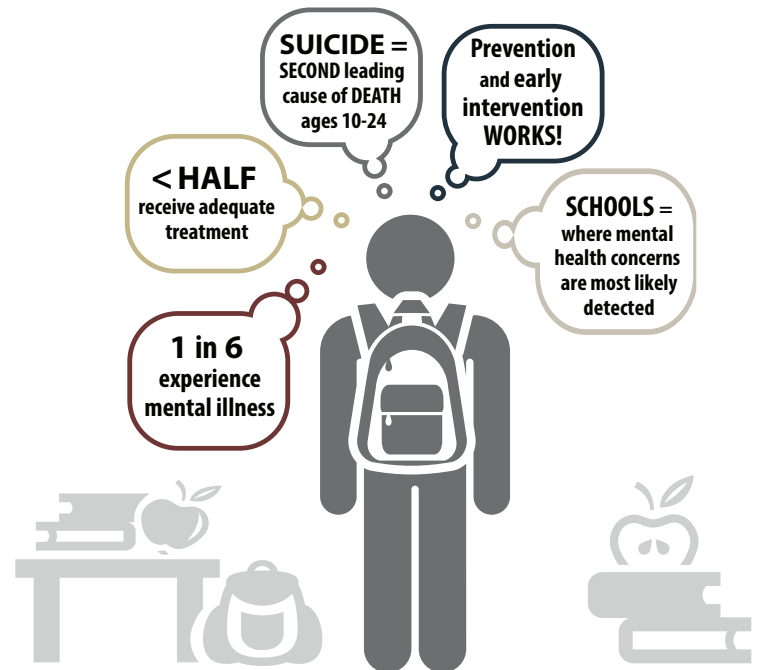 SUICIDE =
SECOND leading
cause of DEATH
ages 10-24
Prevention
and early
intervention
WORKS!
< HALF
receive adequate
treatment
SCHOOLS =
where mental
health concerns
are most likely
detected
1 in 6
experience
mental illness